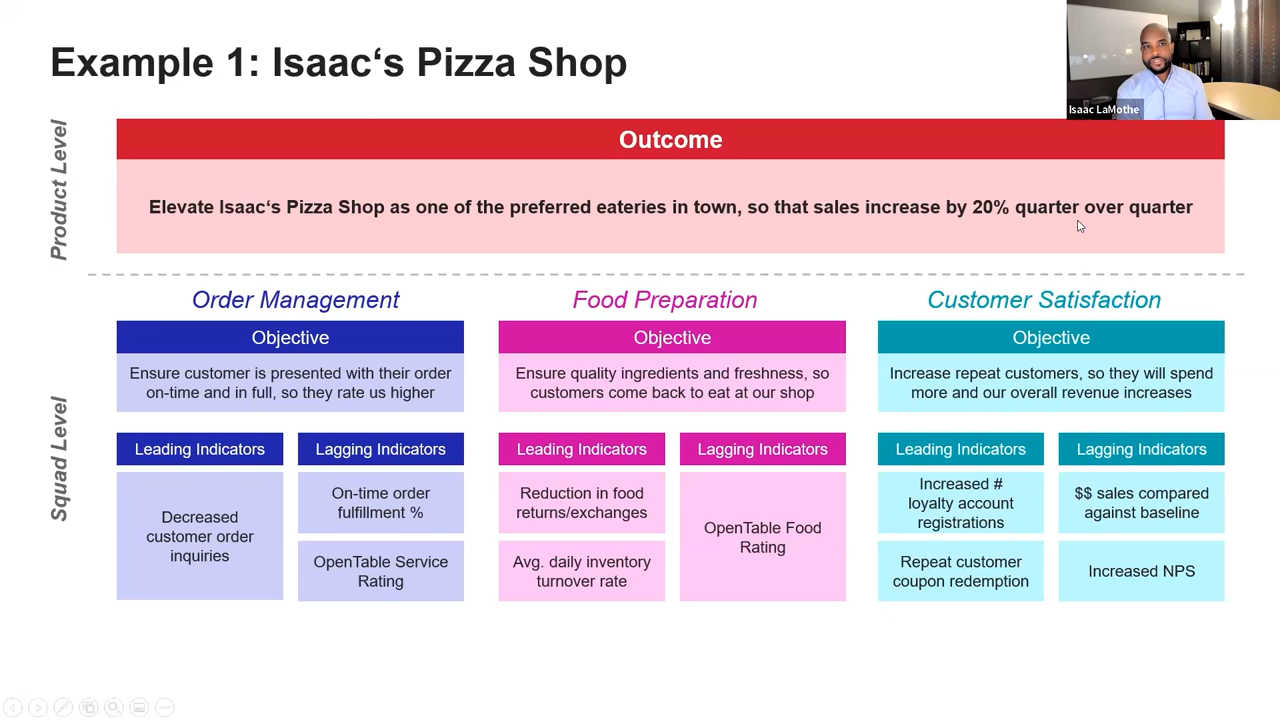 Example 1: Isaac‘s Pizza Shop
Isaac LaMothe
Product Level
Outcome
Elevate Isaac‘s Pizza Shop as one of the preferred eateries in town, so that sales increase by 20% quarter over quarter
Squad Level
Order Management
Objective
Ensure customer is presented with their order
on-time and in full, so they rate us higher
Leading Indicators
Decreased
customer order
inquiries
Lagging Indicators
On-time order
fulfillment %
OpenTable Service
Rating
Food Preparation
Objective
Ensure quality ingredients and freshness, so
customers come back to eat at our shop
Leading Indicators
Reduction in food
returns/exchanges
Avg. daily inventory
turnover rate
Lagging Indicators
OpenTable Food
Rating
Customer Satisfaction
Objective
Increase repeat customers, so they will spend
more and our overall revenue increases
Leading Indicators
Increased #
loyalty account
registrations
Repeat customer
coupon redemption
Lagging Indicators
$$ sales compared
against baseline
Increased NPS